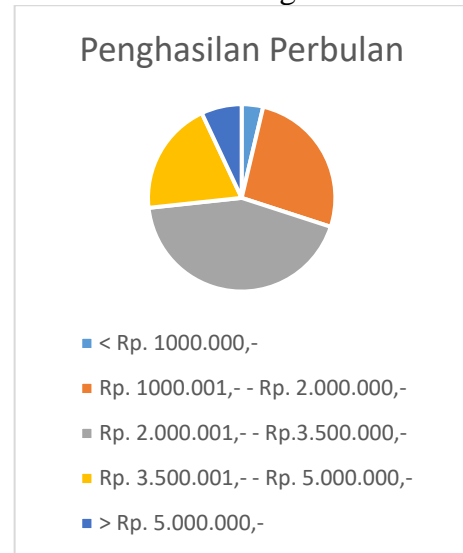 Penghasilan Perbulan
< Rp. 1000.000,-
Rp. 1000.001,- - Rp. 2.000.000,-
Rp. 2.000.001,- - Rp.3.500.000,-
Rp. 3.500.001,- - Rp. 5.000.000,-
> Rp. 5.000.000,-